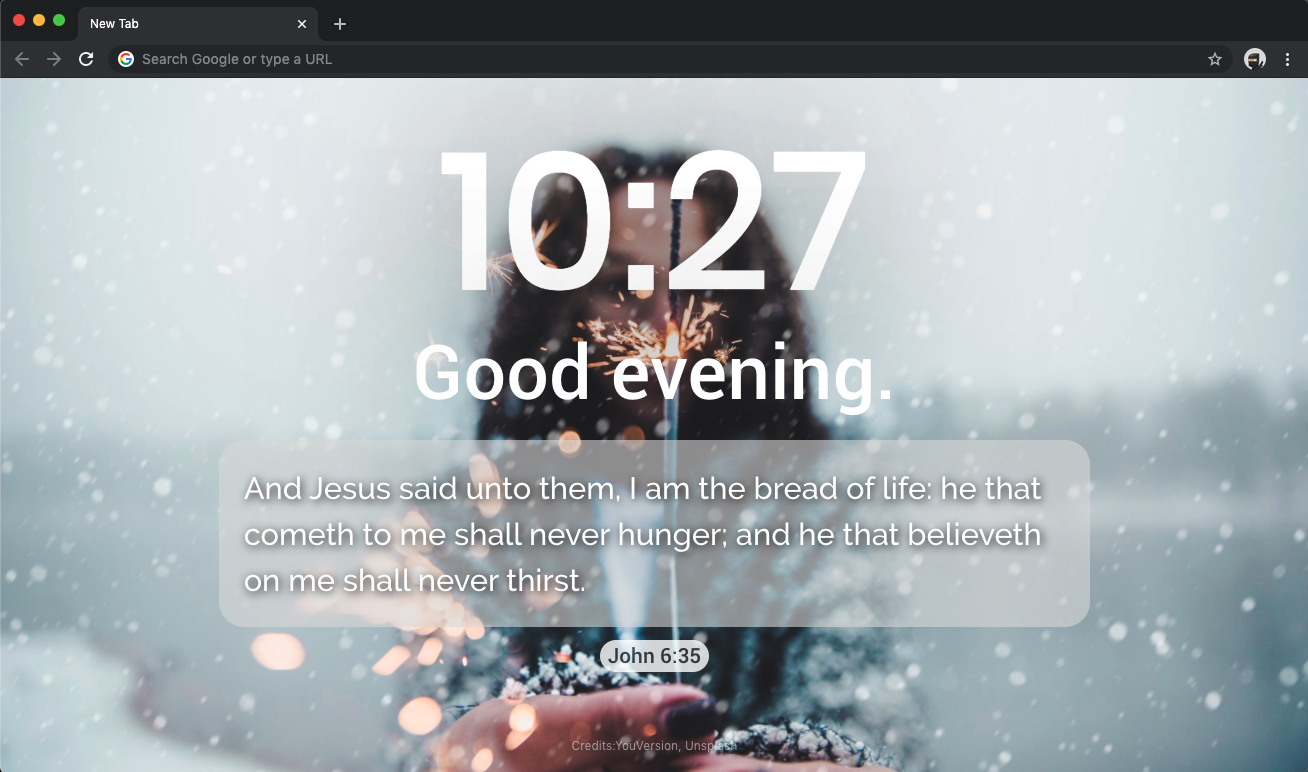 New Tab
Search Google or type a URL
10:27
Good evening.
And Jesus said unto them, I am the bread of life: he that
cometh to me shall never hunger; and he that believeth
on me shall never thirst.
John 6:35
Credits:YouVersion, Unsplash